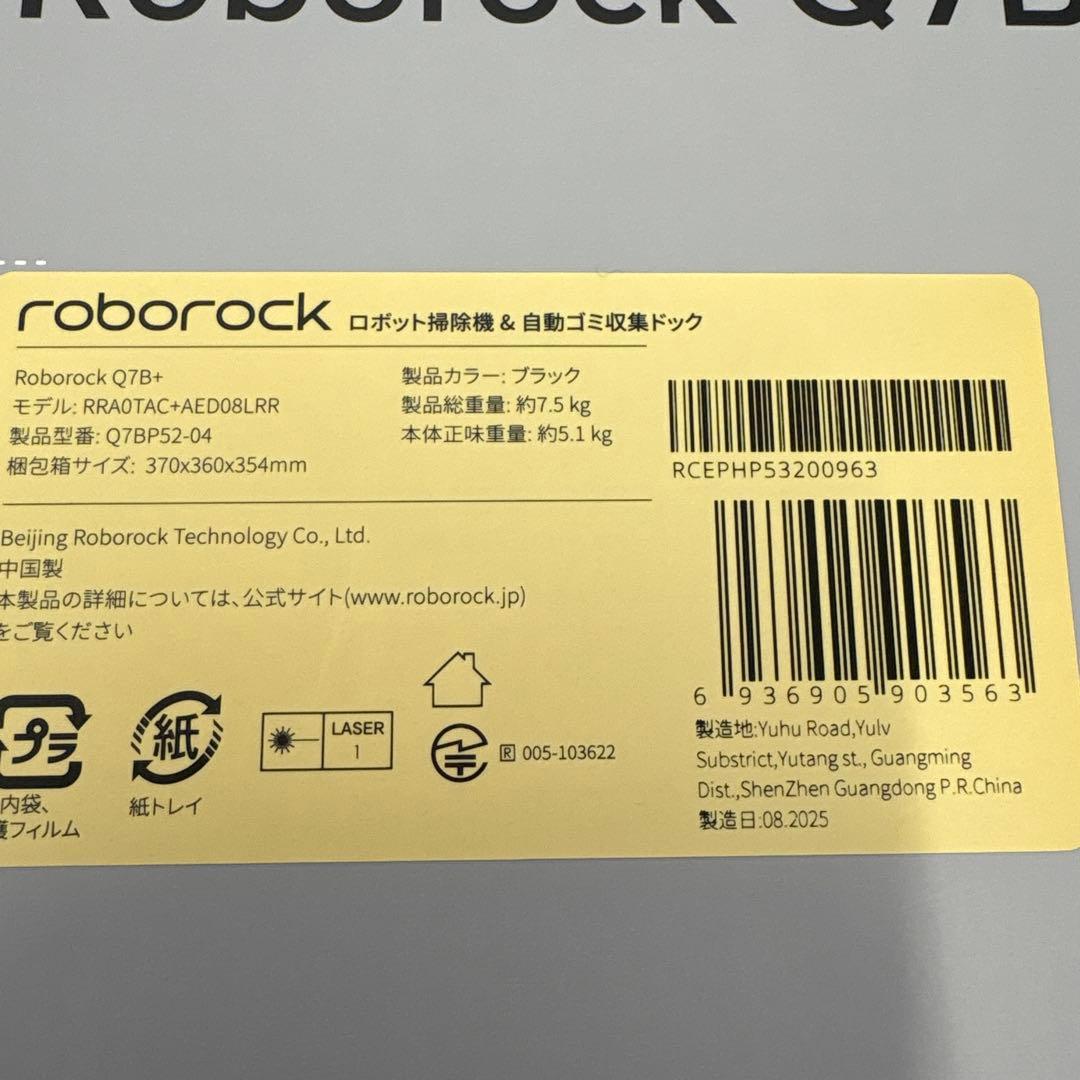 Roborock Q7B
roborock ロボット掃除機 & 自動ゴミ収集ドック
Roborock Q7B+
モデル: RRA0TAC+AED08LRR
製品型番: Q7BP52-04
梱包箱サイズ: 370x360x354mm
製品カラー: ブラック
製品総重量: 約7.5 kg
本体正味重量: 約5.1 kg
RCEPHP53200963
Beijing Roborock Technology Co., Ltd.
中国製
本製品の詳細については、公式サイト(www.roborock.jp)
をご覧ください
6 936905 903563
プラ
内袋、
護フィルム
紙
紙トレイ
LASER
1
R 005-103622
製造地:Yuhu Road,Yulv
Substrict,Yutang st., Guangming
Dist.,ShenZhen Guangdong P.R.China
製造日:08.2025